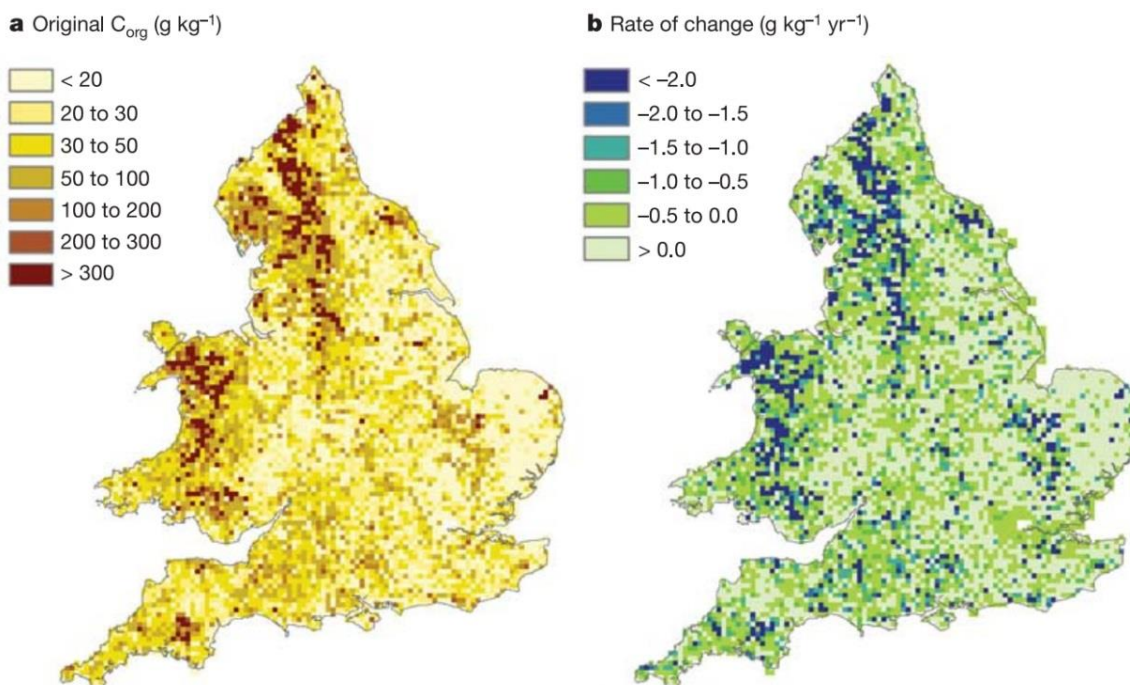 a Original Corg (g kg⁻¹)
< 20
20 to 30
30 to 50
50 to 100
100 to 200
200 to 300
> 300
b Rate of change (g kg⁻¹ yr⁻¹)
< –2.0
–2.0 to –1.5
–1.5 to –1.0
–1.0 to –0.5
–0.5 to 0.0
> 0.0